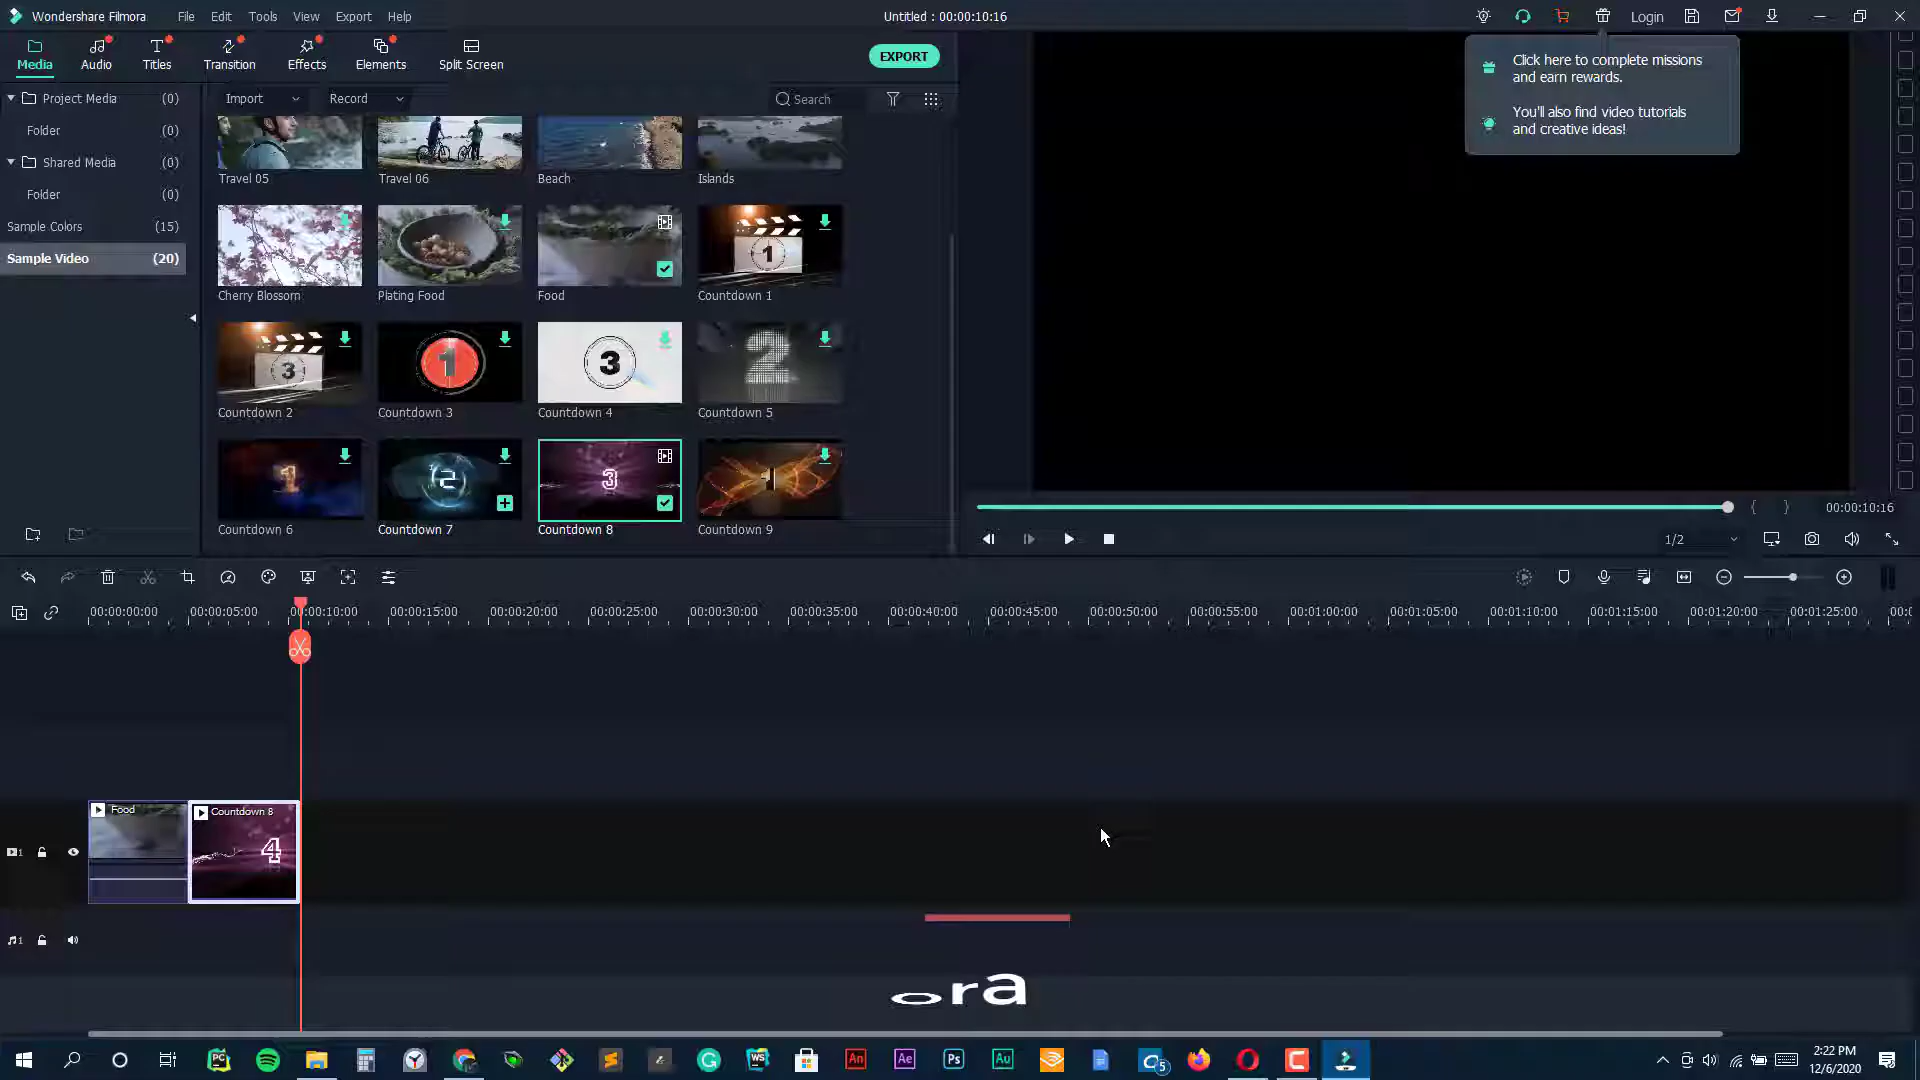 Wondershare Filmora File Edit Tools View Export Help Untitled : 00:00:10:16 Login
Media Audio Titles Transition Effects Elements Split Screen EXPORT
Click here to complete missions
and earn rewards.
You'll also find video tutorials
and creative ideas!
Project Media (0)
Folder (0)
Shared Media (0)
Folder (0)
Sample Colors (15)
Sample Video (20)
Import Record Search
Travel 05 Travel 06 Beach Islands
Cherry Blossom Plating Food Food Countdown 1
Countdown 2 Countdown 3 Countdown 4 Countdown 5
Countdown 6 Countdown 7 Countdown 8 Countdown 9
00:00:10:16
1/2
00:00:00:00 00:00:05:00 00:00:10:00 00:00:15:00 00:00:20:00 00:00:25:00 00:00:30:00 00:00:35:00 00:00:40:00 00:00:45:00 00:00:50:00 00:00:55:00 00:01:00:00 00:01:05:00 00:01:10:00 00:01:15:00 00:01:20:00 00:01:25:00
Food Countdown 8
4
1
1
ora
2:22 PM
12/6/2020